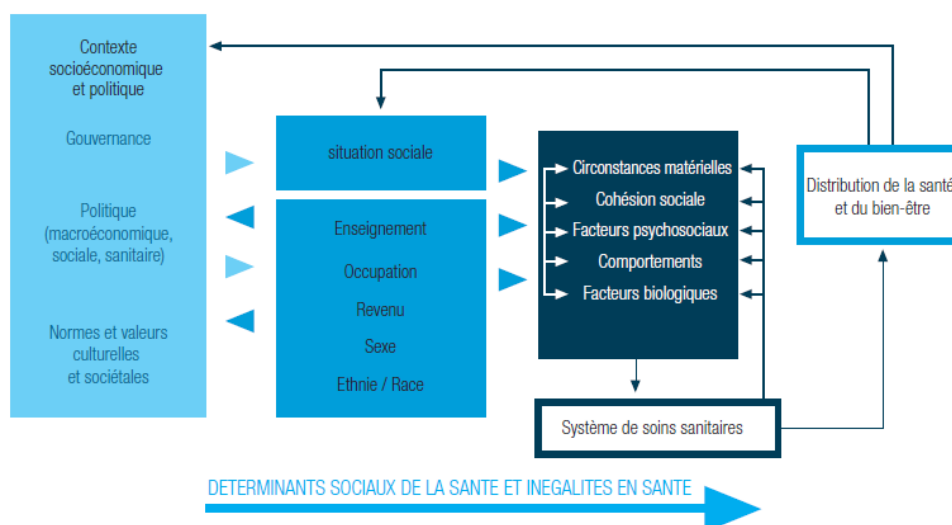 Contexte
socioéconomique
et politique
Gouvernance
Politique
(macroéconomique,
sociale, sanitaire)
Normes et valeurs
culturelles
et sociétales
situation sociale
Enseignement
Occupation
Revenu
Sexe
Ethnie / Race
Circonstances matérielles
Cohésion sociale
Facteurs psychosociaux
Comportements
Facteurs biologiques
Distribution de la santé
et du bien-être
Système de soins sanitaires
DETERMINANTS SOCIAUX DE LA SANTE ET INEGALITES EN SANTE